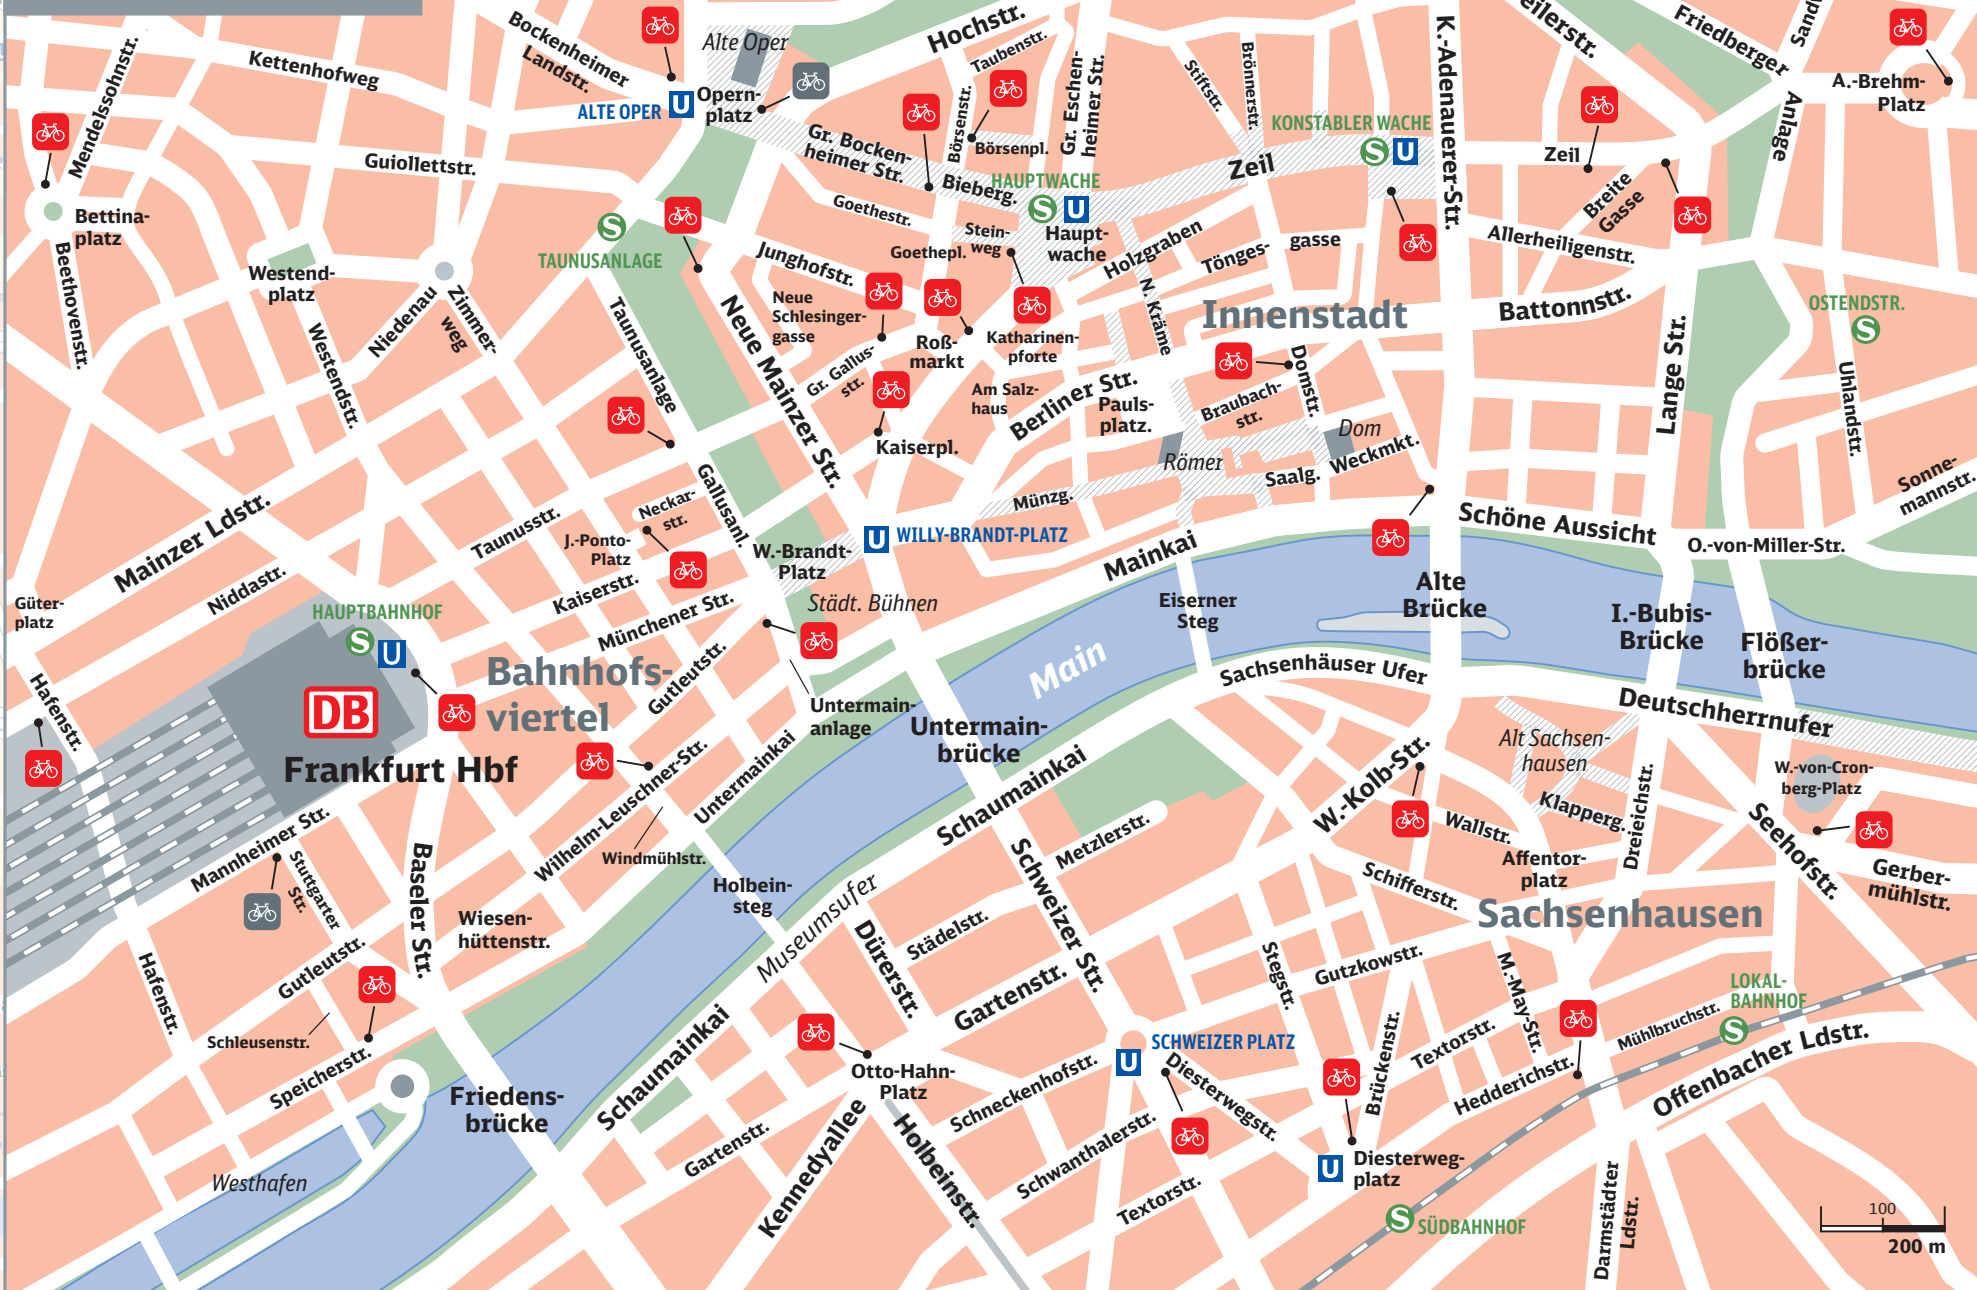 Bockenheimer
Landstr.
Kettenhofweg
Mendelssohnstr.
Guiollettstr.
Bettina-
platz
Beethovenstr.
Westend-
platz
Niedenau
Zimmer-
weg
Westendstr.
TAUNUSANLAGE
S
Taunusanlage
ALTE OPER
U
Alte Oper
Opern-
platz
Hochstr.
Taubenstr.
Börsenstr.
Börsenpl.
Gr. Eschen-
heimer Str.
Gr. Bocken-
heimer Str.
Bieberg.
Goethestr.
Goethepl.
Stein-
weg
HAUPTWACHE
S
U
Haupt-
wache
Stiftstr.
Brönnerstr.
Zeil
KONSTABLER WACHE
S
U
K.-Adenauerer-Str.
eilerstr.
Friedberger
Anlage
Sand
A.-Brehm-
Platz
Zeil
Breite
Gasse
Allerheiligenstr.
Battonnstr.
Lange Str.
OSTENDSTR.
S
Uhlandstr.
Sonne-
mannstr.
Junghofstr.
Neue
Schlesinger-
gasse
Neue Mainzer Str.
Gr. Gallus-
str.
Roß-
markt
Katharinen-
pforte
Holzgraben
Tönges-
gasse
N. Kräme
Innenstadt
Kaiserpl.
Am Salz-
haus
Berliner Str.
Pauls-
platz.
Braubach-
str.
Domstr.
Dom
Römer
Saalg.
Weckmkt.
Münzg.
Mainzer Ldstr.
Niddastr.
Taunusstr.
Gallusanl.
Neckar-
str.
J.-Ponto-
Platz
Kaiserstr.
Münchener Str.
W.-Brandt-
Platz
U
WILLY-BRANDT-PLATZ
Städt. Bühnen
Mainkai
Eiserner
Steg
Alte
Brücke
Schöne Aussicht
O.-von-Miller-Str.
I.-Bubis-
Brücke
Flößer-
brücke
Güter-
platz
HAUPTBAHNHOF
S
U
DB
Frankfurt Hbf
Bahnhofs-
viertel
Gutleutstr.
Untermain-
anlage
Untermain-
brücke
Main
Sachsenhäuser Ufer
Deutschherrnufer
Hafenstr.
Mannheimer Str.
Stuttgarter
Str.
Baseler Str.
Wilhelm-Leuschner-Str.
Untermainkai
Windmühlstr.
Holbein-
steg
Wiesen-
hüttenstr.
Gutleutstr.
Hafenstr.
Schleusenstr.
Speicherstr.
Friedens-
brücke
Westhafen
Schaumainkai
Museumsufer
Metzlerstr.
Schweizer Str.
Dürerstr.
Städelstr.
Gartenstr.
Schaumainkai
Gartenstr.
Otto-Hahn-
Platz
Kennedyallee
Holbeinstr.
Schneckenhofstr.
Schwanthalerstr.
Textorstr.
U
SCHWEIZER PLATZ
Diesterwegstr.
Alt Sachsen-
hausen
W.-Kolb-Str.
Wallstr.
Klapperg.
Dreieichstr.
Affentor-
platz
Schifferstr.
W.-von-Cron-
berg-Platz
Seehofstr.
Gerber-
mühlstr.
Sachsenhausen
Stegstr.
Gutzkowstr.
Brückenstr.
Textorstr.
M.-May-Str.
Hedderichstr.
Mühlbruchstr.
LOKAL-
BAHNHOF
S
Offenbacher Ldstr.
U
Diesterweg-
platz
S
SÜDBAHNHOF
Darmstädter
Ldstr.
100
200 m